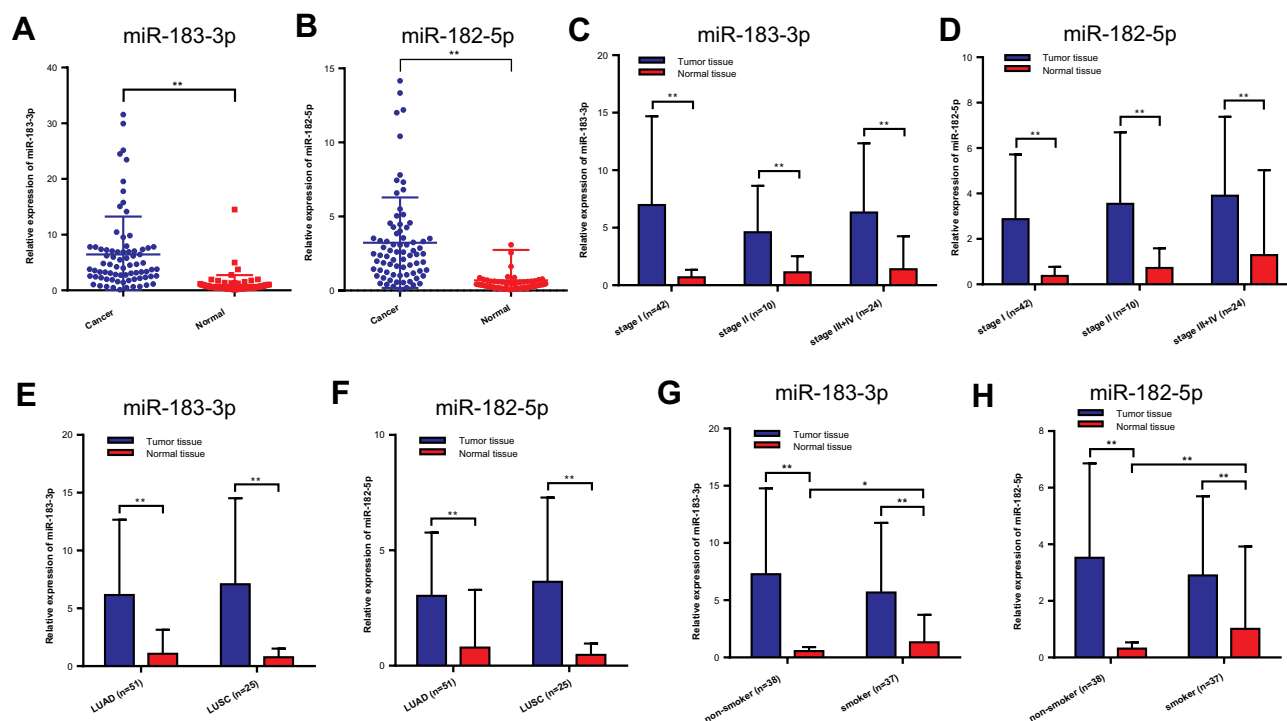 A
miR-183-3p
Relative expression of miR-183-3p
40
30
20
10
0
**
Cancer
Normal
B
miR-182-5p
Relative expression of miR-182-5p
15
10
5
0
**
Cancer
Normal
C
miR-183-3p
Tumor tissue
Normal tissue
Relative expression of miR-183-3p
20
15
10
5
0
**
**
**
stage I (n=42)
stage II (n=10)
stage III+IV (n=24)
D
miR-182-5p
Tumor tissue
Normal tissue
Relative expression of miR-182-5p
10
8
6
4
2
0
**
**
**
stage I (n=42)
stage II (n=10)
stage III+IV (n=24)
E
miR-183-3p
Tumor tissue
Normal tissue
Relative expression of miR-183-3p
20
15
10
5
0
**
**
LUAD (n=51)
LUSC (n=25)
F
miR-182-5p
Tumor tissue
Normal tissue
Relative expression of miR-182-5p
10
5
0
**
**
LUAD (n=51)
LUSC (n=25)
G
miR-183-3p
Tumor tissue
Normal tissue
Relative expression of miR-183-3p
20
15
10
5
0
**
*
**
non-smoker (n=38)
smoker (n=37)
H
miR-182-5p
Tumor tissue
Normal tissue
Relative expression of miR-182-5p
8
6
4
2
0
**
**
**
non-smoker (n=38)
smoker (n=37)